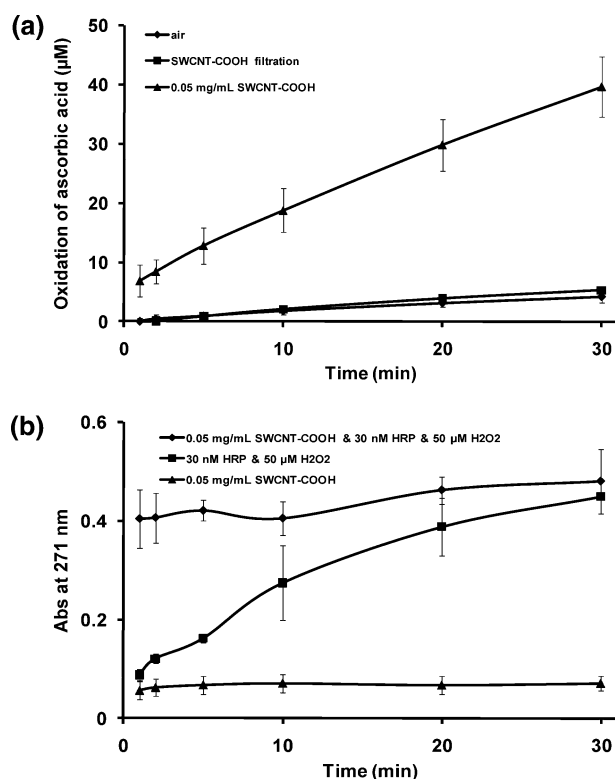 (a)
air
SWCNT-COOH filtration
0.05 mg/mL SWCNT-COOH
Oxidation of ascorbic acid (μM)
50
40
30
20
10
0
0
10
20
30
Time (min)
(b)
0.05 mg/mL SWCNT-COOH & 30 nM HRP & 50 μM H2O2
30 nM HRP & 50 μM H2O2
0.05 mg/mL SWCNT-COOH
Abs at 271 nm
0.6
0.4
0.2
0
0
10
20
30
Time (min)